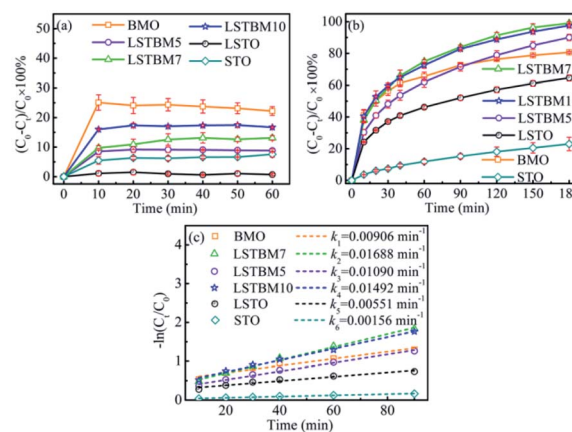 (a)
BMO
LSTBM10
LSTBM5
LSTO
LSTBM7
STO
(C₀-Cₜ)/C₀ ×100%
50
40
30
20
10
0
0 10 20 30 40 50 60
Time (min)
(b)
(C₀-Cₜ)/C₀ ×100%
100
80
60
40
20
0
LSTBM7
LSTBM1
LSTBM5
LSTO
BMO
STO
0 30 60 90 120 150 180
Time (min)
(c)
BMO k₁=0.00906 min⁻¹
LSTBM7 k₂=0.01688 min⁻¹
LSTBM5 k₃=0.01090 min⁻¹
LSTBM10 k₄=0.01492 min⁻¹
LSTO k₅=0.00551 min⁻¹
STO k₆=0.00156 min⁻¹
-ln(Cₜ/C₀)
4
3
2
1
0
20 40 60 80
Time (min)